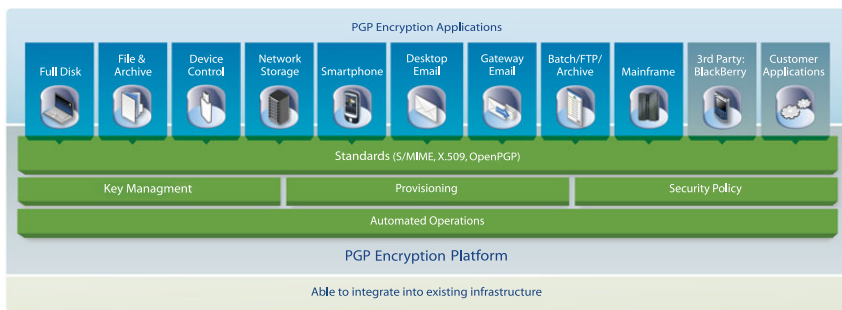 PGP Encryption Applications
Full Disk
File &
Archive
Device
Control
Network
Storage
Smartphone
Desktop
Email
Gateway
Email
Batch/FTP/
Archive
Mainframe
3rd Party:
BlackBerry
Customer
Applications
Standards (S/MIME, X.509, OpenPGP)
Key Managment
Provisioning
Security Policy
Automated Operations
PGP Encryption Platform
Able to integrate into existing infrastructure